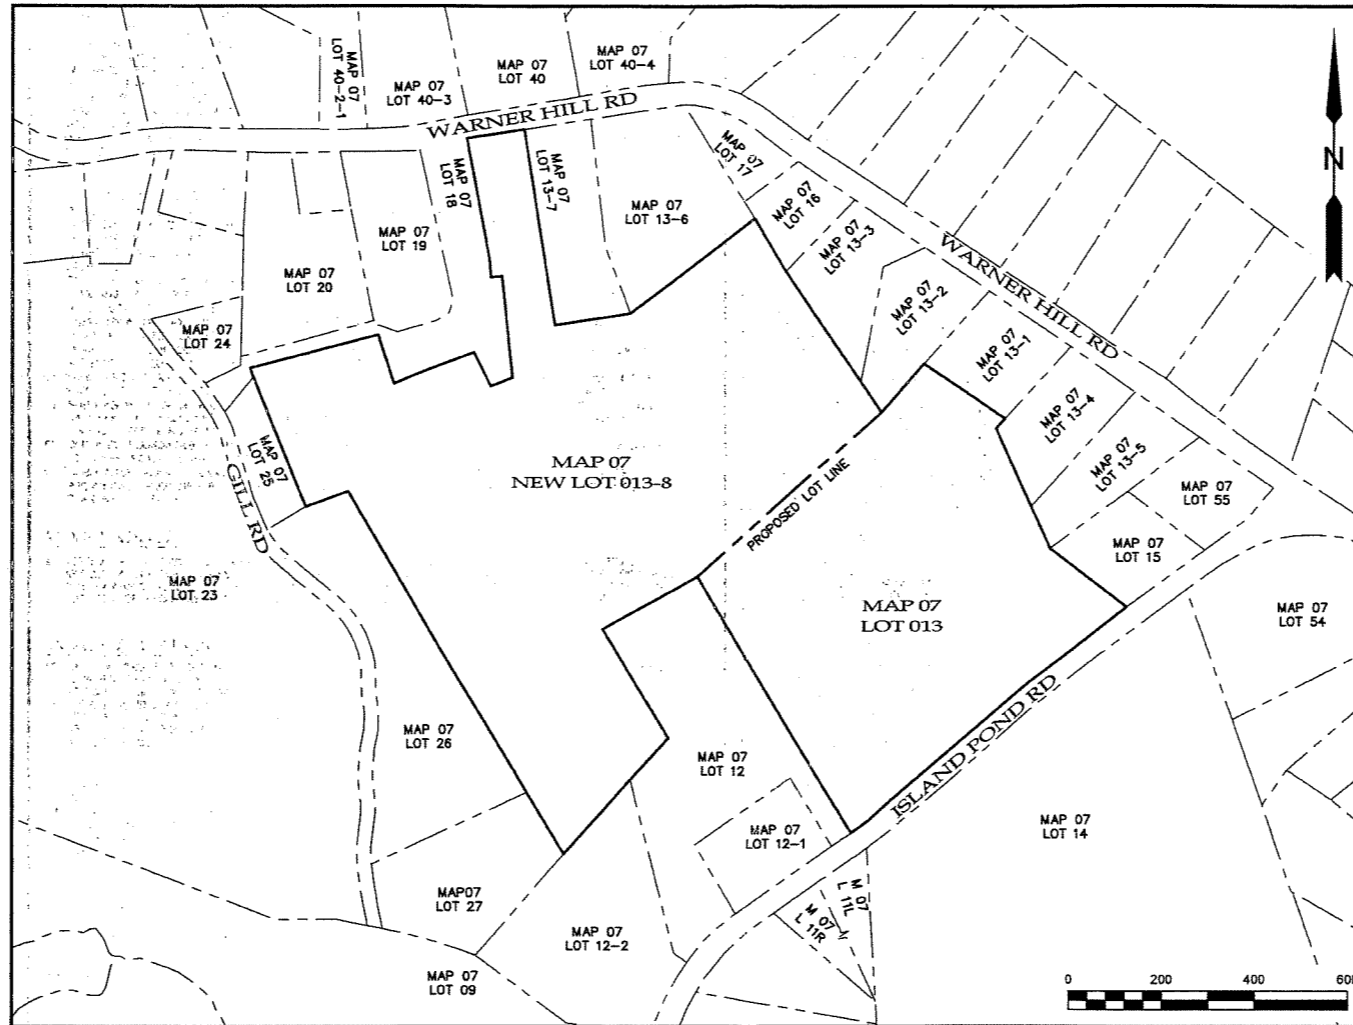 MAP 07
LOT 40-2-1
MAP 07
LOT 40-3
MAP 07
LOT 40
MAP 07
LOT 40-4
WARNER HILL RD
MAP 07
LOT 18
MAP 07
LOT 13-7
MAP 07
LOT 17
MAP 07
LOT 16
MAP 07
LOT 13-6
MAP 07
LOT 13-3
MAP 07
LOT 19
MAP 07
LOT 20
MAP 07
LOT 13-2
WARNER HILL RD
N
MAP 07
LOT 24
MAP 07
LOT 13-1
MAP 07
LOT 13-4
MAP 07
LOT 25
GILL RD
MAP 07
NEW LOT 013-8
PROPOSED LOT LINE
MAP 07
LOT 13-5
MAP 07
LOT 55
MAP 07
LOT 15
MAP 07
LOT 23
MAP 07
LOT 013
MAP 07
LOT 54
MAP 07
LOT 26
MAP 07
LOT 12
ISLAND POND RD
MAP 07
LOT 12-1
MAP 07
LOT 14
MAP07
LOT 27
M 07
L 11L
M 07
L 11R
MAP 07
LOT 12-2
MAP 07
LOT 09
0 200 400